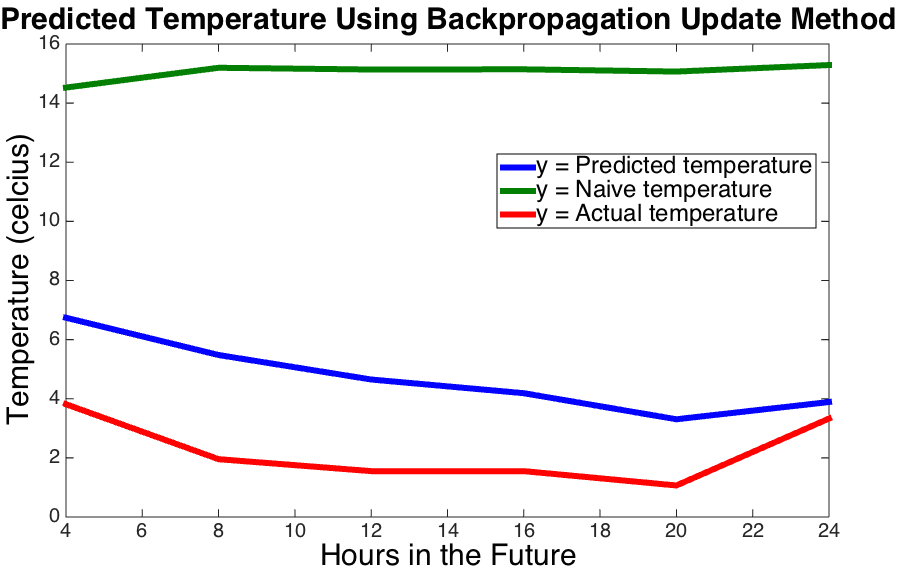 Predicted Temperature Using Backpropagation Update Method
16
14
12
10
8
6
4
2
0
Temperature (celcius)
y = Predicted temperature
y = Naive temperature
y = Actual temperature
4 6 8 10 12 14 16 18 20 22 24
Hours in the Future